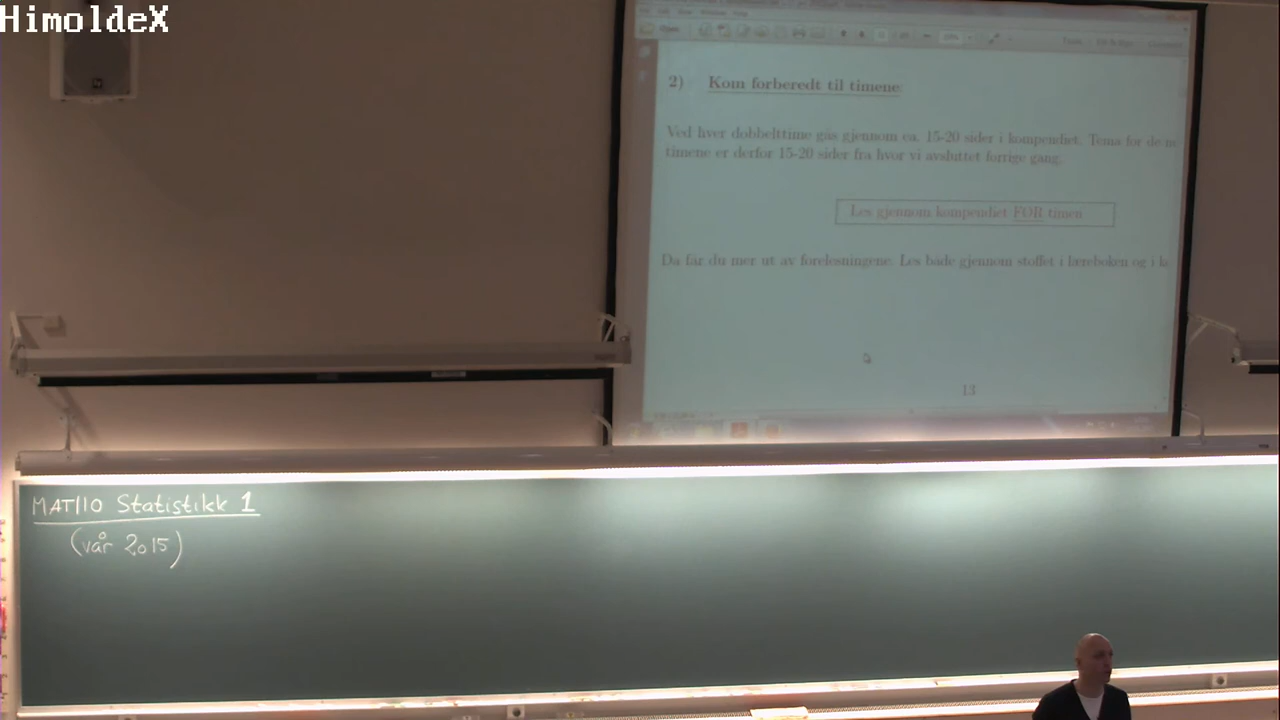 HimoldeX
2) Kom forberedt til timene:
Ved hver dobbelttime gås gjennom ca. 15-20 sider i kompendiet. Tema for de
timene er derfor 15-20 sider fra hvor vi avsluttet forrige gang.
Les gjennom kompendiet FØR timen
Da får du mer ut av forelesningene. Les både gjennom stoffet i læreboken og i
13
MAT110 Statistikk 1
(vår 2015)